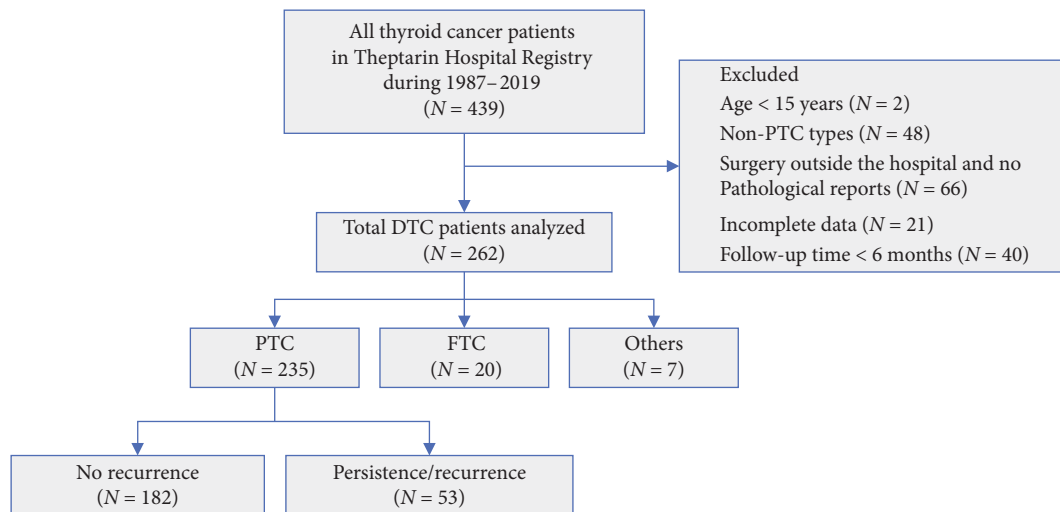 All thyroid cancer patients
in Theptarin Hospital Registry
during 1987–2019
(N = 439)
Excluded
Age < 15 years (N = 2)
Non-PTC types (N = 48)
Surgery outside the hospital and no
Pathological reports (N = 66)
Incomplete data (N = 21)
Follow-up time < 6 months (N = 40)
Total DTC patients analyzed
(N = 262)
PTC
(N = 235)
FTC
(N = 20)
Others
(N = 7)
No recurrence
(N = 182)
Persistence/recurrence
(N = 53)